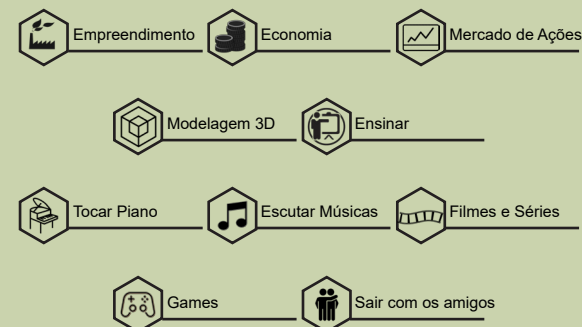 Empreendimento
Economia
Mercado de Ações
Modelagem 3D
Ensinar
Tocar Piano
Escutar Músicas
Filmes e Séries
Games
Sair com os amigos